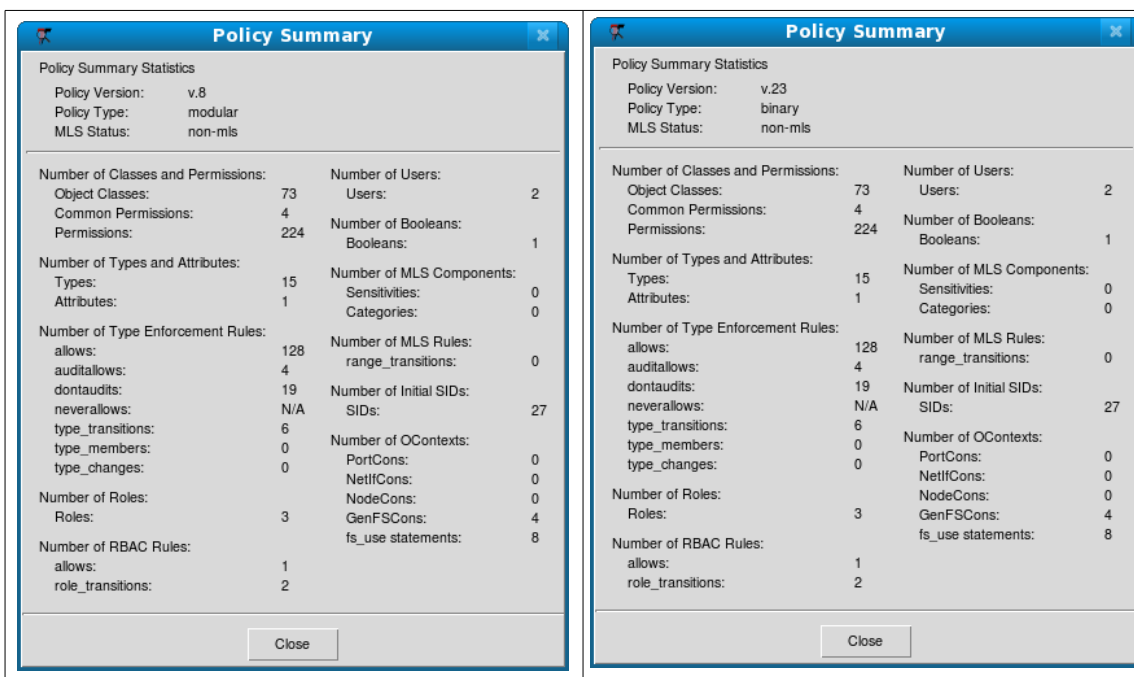 Policy Summary
Policy Summary Statistics
Policy Version: v.8
Policy Type: modular
MLS Status: non-mls
Number of Classes and Permissions:
Object Classes: 73
Common Permissions: 4
Permissions: 224
Number of Types and Attributes:
Types: 15
Attributes: 1
Number of Type Enforcement Rules:
allows: 128
auditallows: 4
dontaudits: 19
neverallows: N/A
type_transitions: 6
type_members: 0
type_changes: 0
Number of Roles:
Roles: 3
Number of RBAC Rules:
allows: 1
role_transitions: 2
Number of Users:
Users: 2
Number of Booleans:
Booleans: 1
Number of MLS Components:
Sensitivities: 0
Categories: 0
Number of MLS Rules:
range_transitions: 0
Number of Initial SIDs:
SIDs: 27
Number of OContexts:
PortCons: 0
NetIfCons: 0
NodeCons: 0
GenFSCons: 4
fs_use statements: 8
Close
Policy Summary
Policy Summary Statistics
Policy Version: v.23
Policy Type: binary
MLS Status: non-mls
Number of Classes and Permissions:
Object Classes: 73
Common Permissions: 4
Permissions: 224
Number of Types and Attributes:
Types: 15
Attributes: 1
Number of Type Enforcement Rules:
allows: 128
auditallows: 4
dontaudits: 19
neverallows: N/A
type_transitions: 6
type_members: 0
type_changes: 0
Number of Roles:
Roles: 3
Number of RBAC Rules:
allows: 1
role_transitions: 2
Number of Users:
Users: 2
Number of Booleans:
Booleans: 1
Number of MLS Components:
Sensitivities: 0
Categories: 0
Number of MLS Rules:
range_transitions: 0
Number of Initial SIDs:
SIDs: 27
Number of OContexts:
PortCons: 0
NetIfCons: 0
NodeCons: 0
GenFSCons: 4
fs_use statements: 8
Close